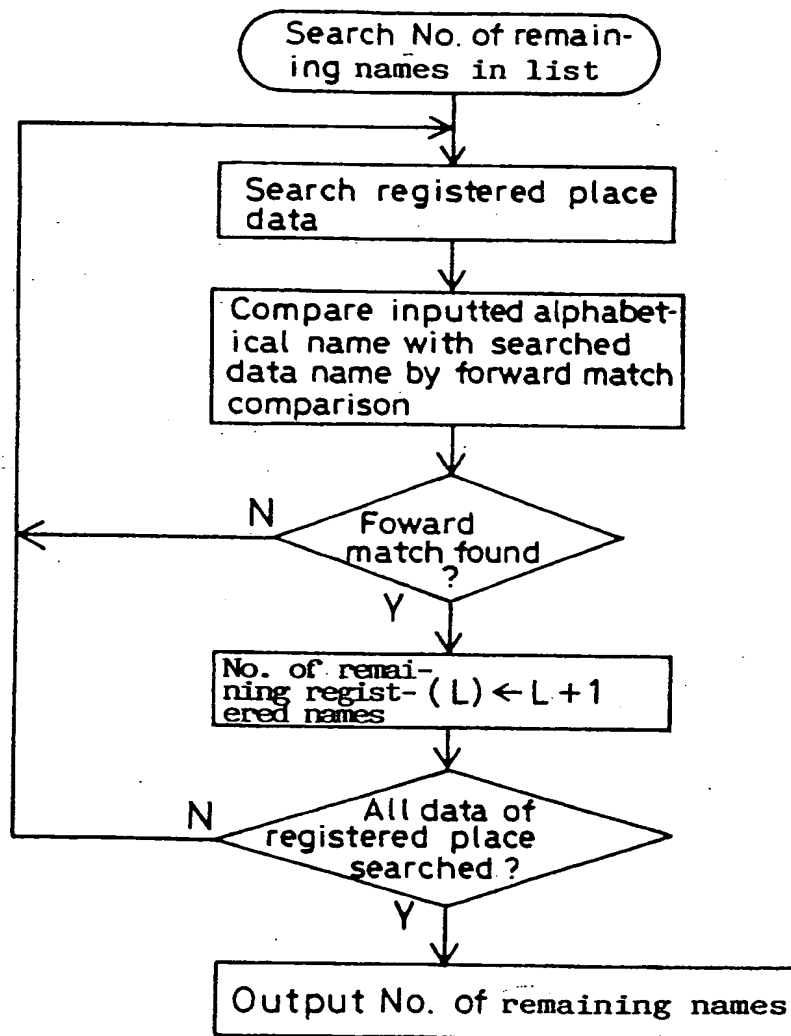 Search No. of remain-
ing names in list
Search registered place
data
Compare inputted alphabet-
ical name with searched
data name by forward match
comparison
N
Foward
match found
?
Y
No. of remai-
ning regist-
ered names
(L) ← L + 1
All data of
registered place
searched ?
N
Y
Output No. of remaining names